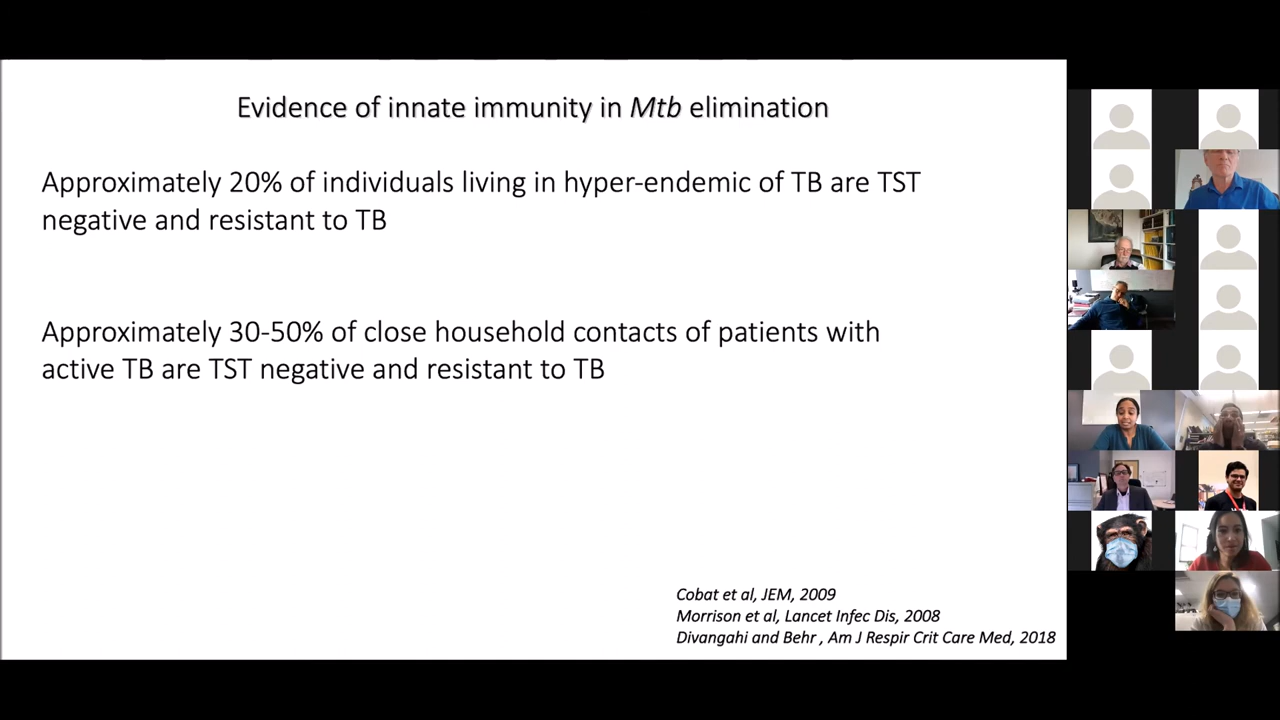 Evidence of innate immunity in Mtb elimination
Approximately 20% of individuals living in hyper-endemic of TB are TST
negative and resistant to TB
Approximately 30-50% of close household contacts of patients with
active TB are TST negative and resistant to TB
Cobat et al, JEM, 2009
Morrison et al, Lancet Infec Dis, 2008
Divangahi and Behr , Am J Respir Crit Care Med, 2018